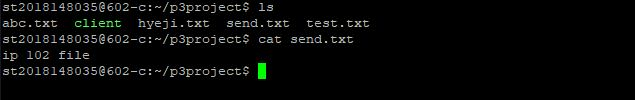 st2018148035@602-c:~/p3project$ ls
abc.txt  client  hyeji.txt  send.txt  test.txt
st2018148035@602-c:~/p3project$ cat send.txt
ip 102 file
st2018148035@602-c:~/p3project$